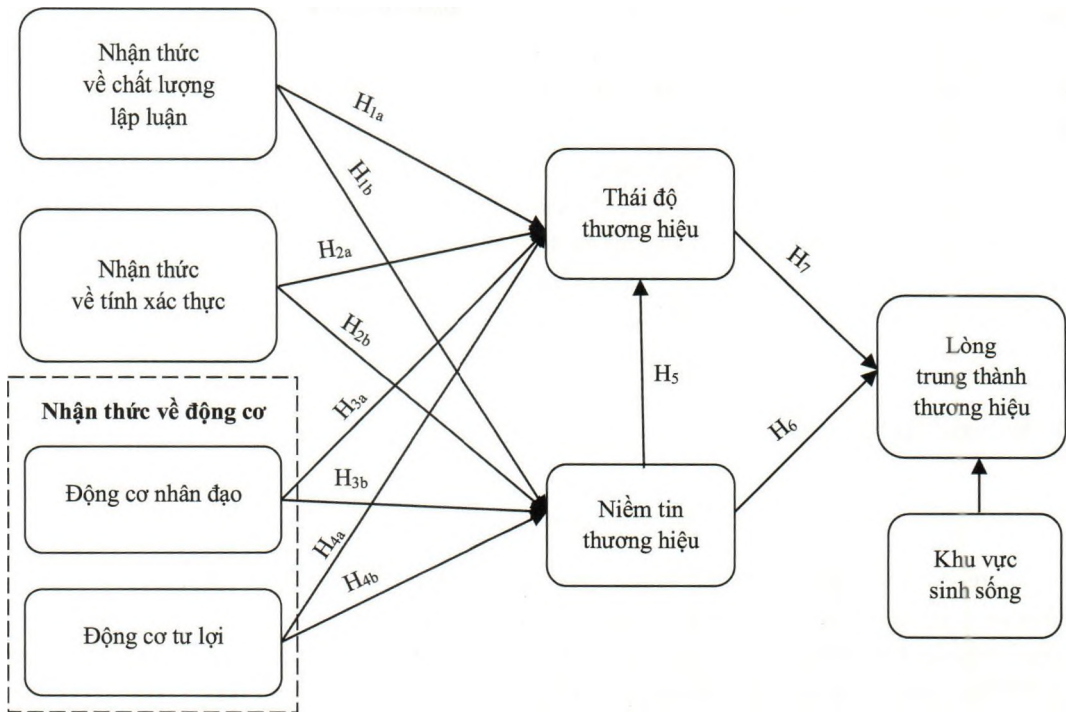 Nhận thức
về chất lượng
lập luận
H1a
H1b
Thái độ
thương hiệu
Nhận thức
về tính xác thực
H2a
H2b
H7
Lòng
trung thành
thương hiệu
H5
H3a
H6
Nhận thức về động cơ
Động cơ nhân đạo
H3b
Niềm tin
thương hiệu
H4a
H4b
Khu vực
sinh sống
Động cơ tư lợi